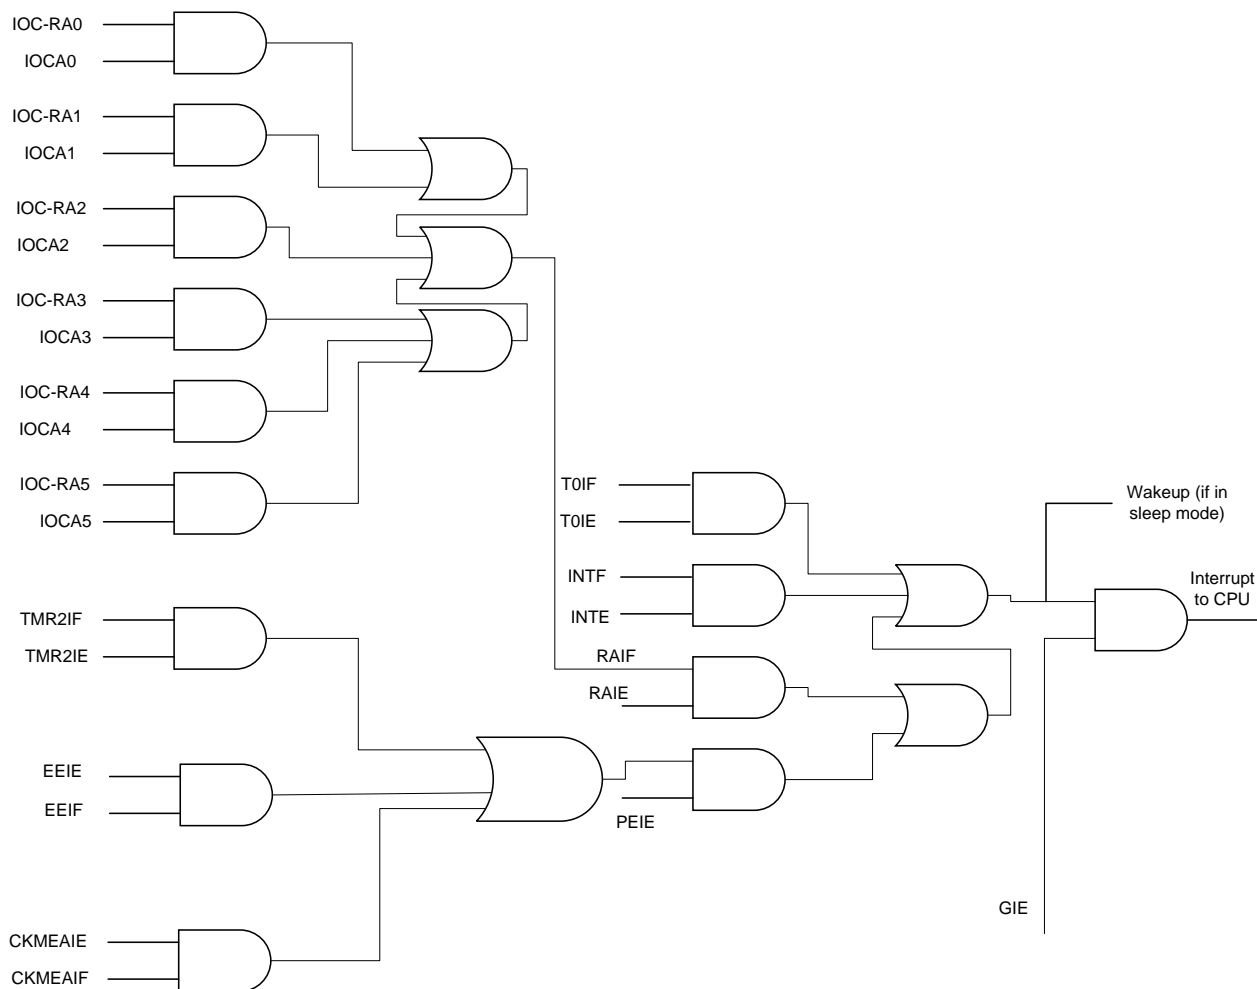 IOC-RA0
IOCA0
IOC-RA1
IOCA1
IOC-RA2
IOCA2
IOC-RA3
IOCA3
IOC-RA4
IOCA4
IOC-RA5
IOCA5
TMR2IF
TMR2IE
EEIE
EEIF
CKMEAIE
CKMEAIF
T0IF
T0IE
INTF
INTE
RAIF
RAIE
PEIE
Wakeup (if in
sleep mode)
Interrupt
to CPU
GIE